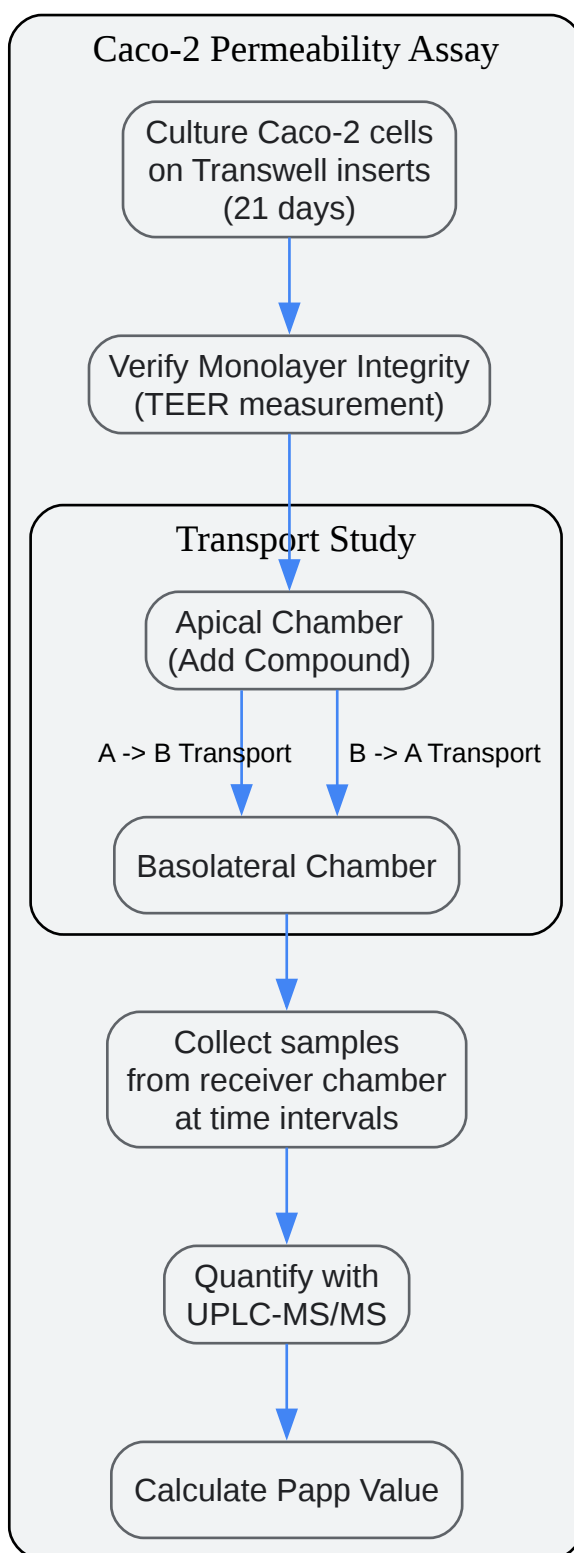 Caco-2 Permeability Assay
Culture Caco-2 cells
on Transwell inserts
(21 days)
Verify Monolayer Integrity
(TEER measurement)
Transport Study
Apical Chamber
(Add Compound)
A -> B Transport
B -> A Transport
Basolateral Chamber
Collect samples
from receiver chamber
at time intervals
Quantify with
UPLC-MS/MS
Calculate Papp Value